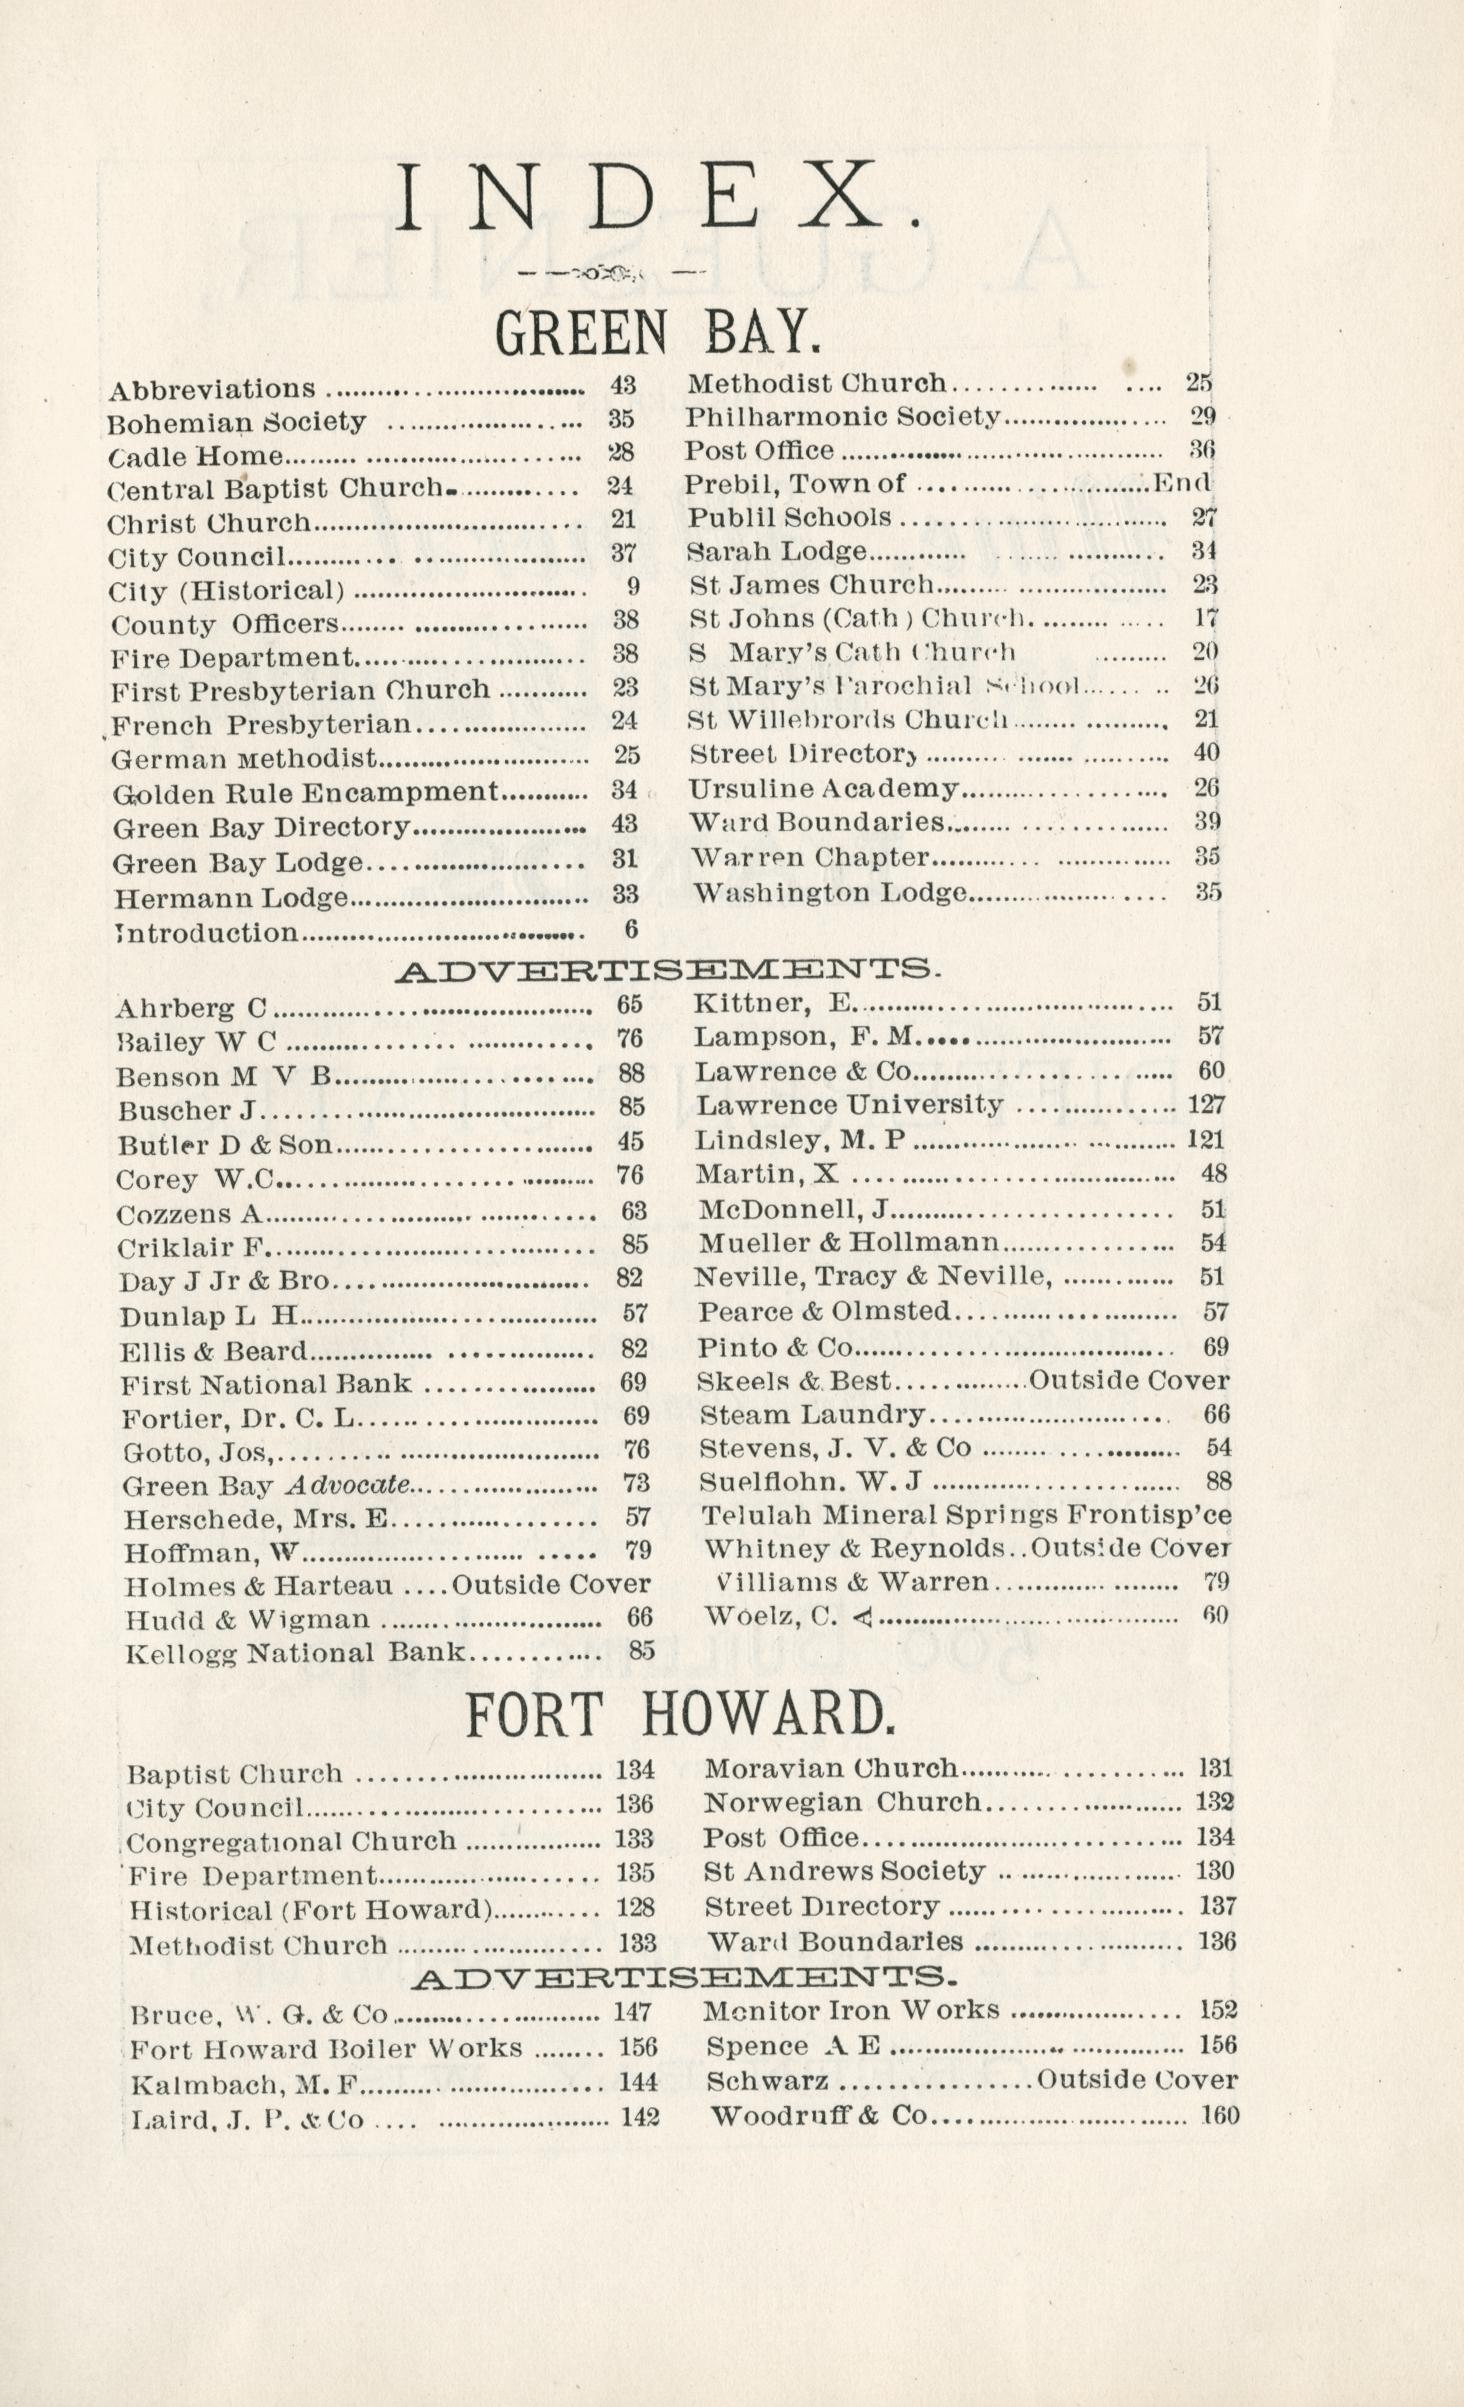 INDEX.
GREEN BAY.
Abbreviations .................................. 43
Bohemian Society ......................... 35
Cadle Home.................................. 28
Central Baptist Church............... 24
Christ Church............................... 21
City Council................................. 37
City (Historical) ............................ 9
County Officers............................ 38
Fire Department........................... 38
First Presbyterian Church ........... 23
French Presbyterian.................... 24
German Methodist........................ 25
Golden Rule Encampment........... 34
Green Bay Directory..................... 43
Green Bay Lodge.......................... 31
Hermann Lodge............................ 33
Introduction.................................. 6
Methodist Church.................. .... 25
Philharmonic Society.................... 29
Post Office .................................... 36
Prebil, Town of ..........................End
Publil Schools ............................. 27
Sarah Lodge............ ....... .......... 34
St James Church.......................... 23
St Johns (Cath ) Church. ........ ..... 17
S Mary's Cath Church ......... 20
St Mary's Parochial School...... .. 26
St Willebrords Church................. 21
Street Directory .......................... 40
Ursuline Academy........................ 26
Ward Boundaries......................... 39
Warren Chapter........................... 35
Washington Lodge....................... 35
ADVERTISEMENTS.
Ahrberg C.................................... 65
Bailey W C .................................. 76
Benson M V B.............................. 88
Buscher J..................................... 85
Butler D & Son............................. 45
Corey W.C................................... 76
Cozzens A.................................... 63
Criklair F..................................... 85
Day J Jr & Bro............................. 82
Dunlap L H.................................. 57
Ellis & Beard............................... 82
First National Bank .................... 69
Fortier, Dr. C. L........................... 69
Gotto, Jos,................................... 76
Green Bay Advocate..................... 73
Herschede, Mrs. E....................... 57
Hoffman, W............................ ..... 79
Holmes & Harteau ....Outside Cover
Hudd & Wigman ......................... 66
Kellogg National Bank............... 85
Kittner, E..................................... 51
Lampson, F. M............................. 57
Lawrence & Co............................. 60
Lawrence University .................. 127
Lindsley, M. P ............................. 121
Martin, X .................................... 48
McDonnell, J................................ 51
Mueller & Hollmann.................... 54
Neville, Tracy & Neville, ............. 51
Pearce & Olmsted......................... 57
Pinto & Co................................... 69
Skeels & Best..............Outside Cover
Steam Laundry............................ 66
Stevens, J. V. & Co ....................... 54
Suelflohn. W. J ............................ 88
Telulah Mineral Springs Frontisp'ce
Whitney & Reynolds..Outside Cover
Villiams & Warren...................... 79
Woelz, C. ..................................... 60
FORT HOWARD.
Baptist Church ............................ 134
City Council................................. 136
Congregational Church ................ 133
Fire Department.......................... 135
Historical (Fort Howard)............ 128
Methodist Church ........................ 133
Moravian Church......................... 131
Norwegian Church...................... 132
Post Office.................................... 134
St Andrews Society ..................... 130
Street Directory ........................... 137
Ward Boundaries ........................ 136
ADVERTISEMENTS.
Bruce, W. G. & Co........................ 147
Fort Howard Boiler Works ........ 156
Kalmbach, M. F........................... 144
Laird, J. P. & Co .... ..................... 142
Monitor Iron Works .................... 152
Spence A E .................................. 156
Schwarz .................Outside Cover
Woodruff & Co............................. 160